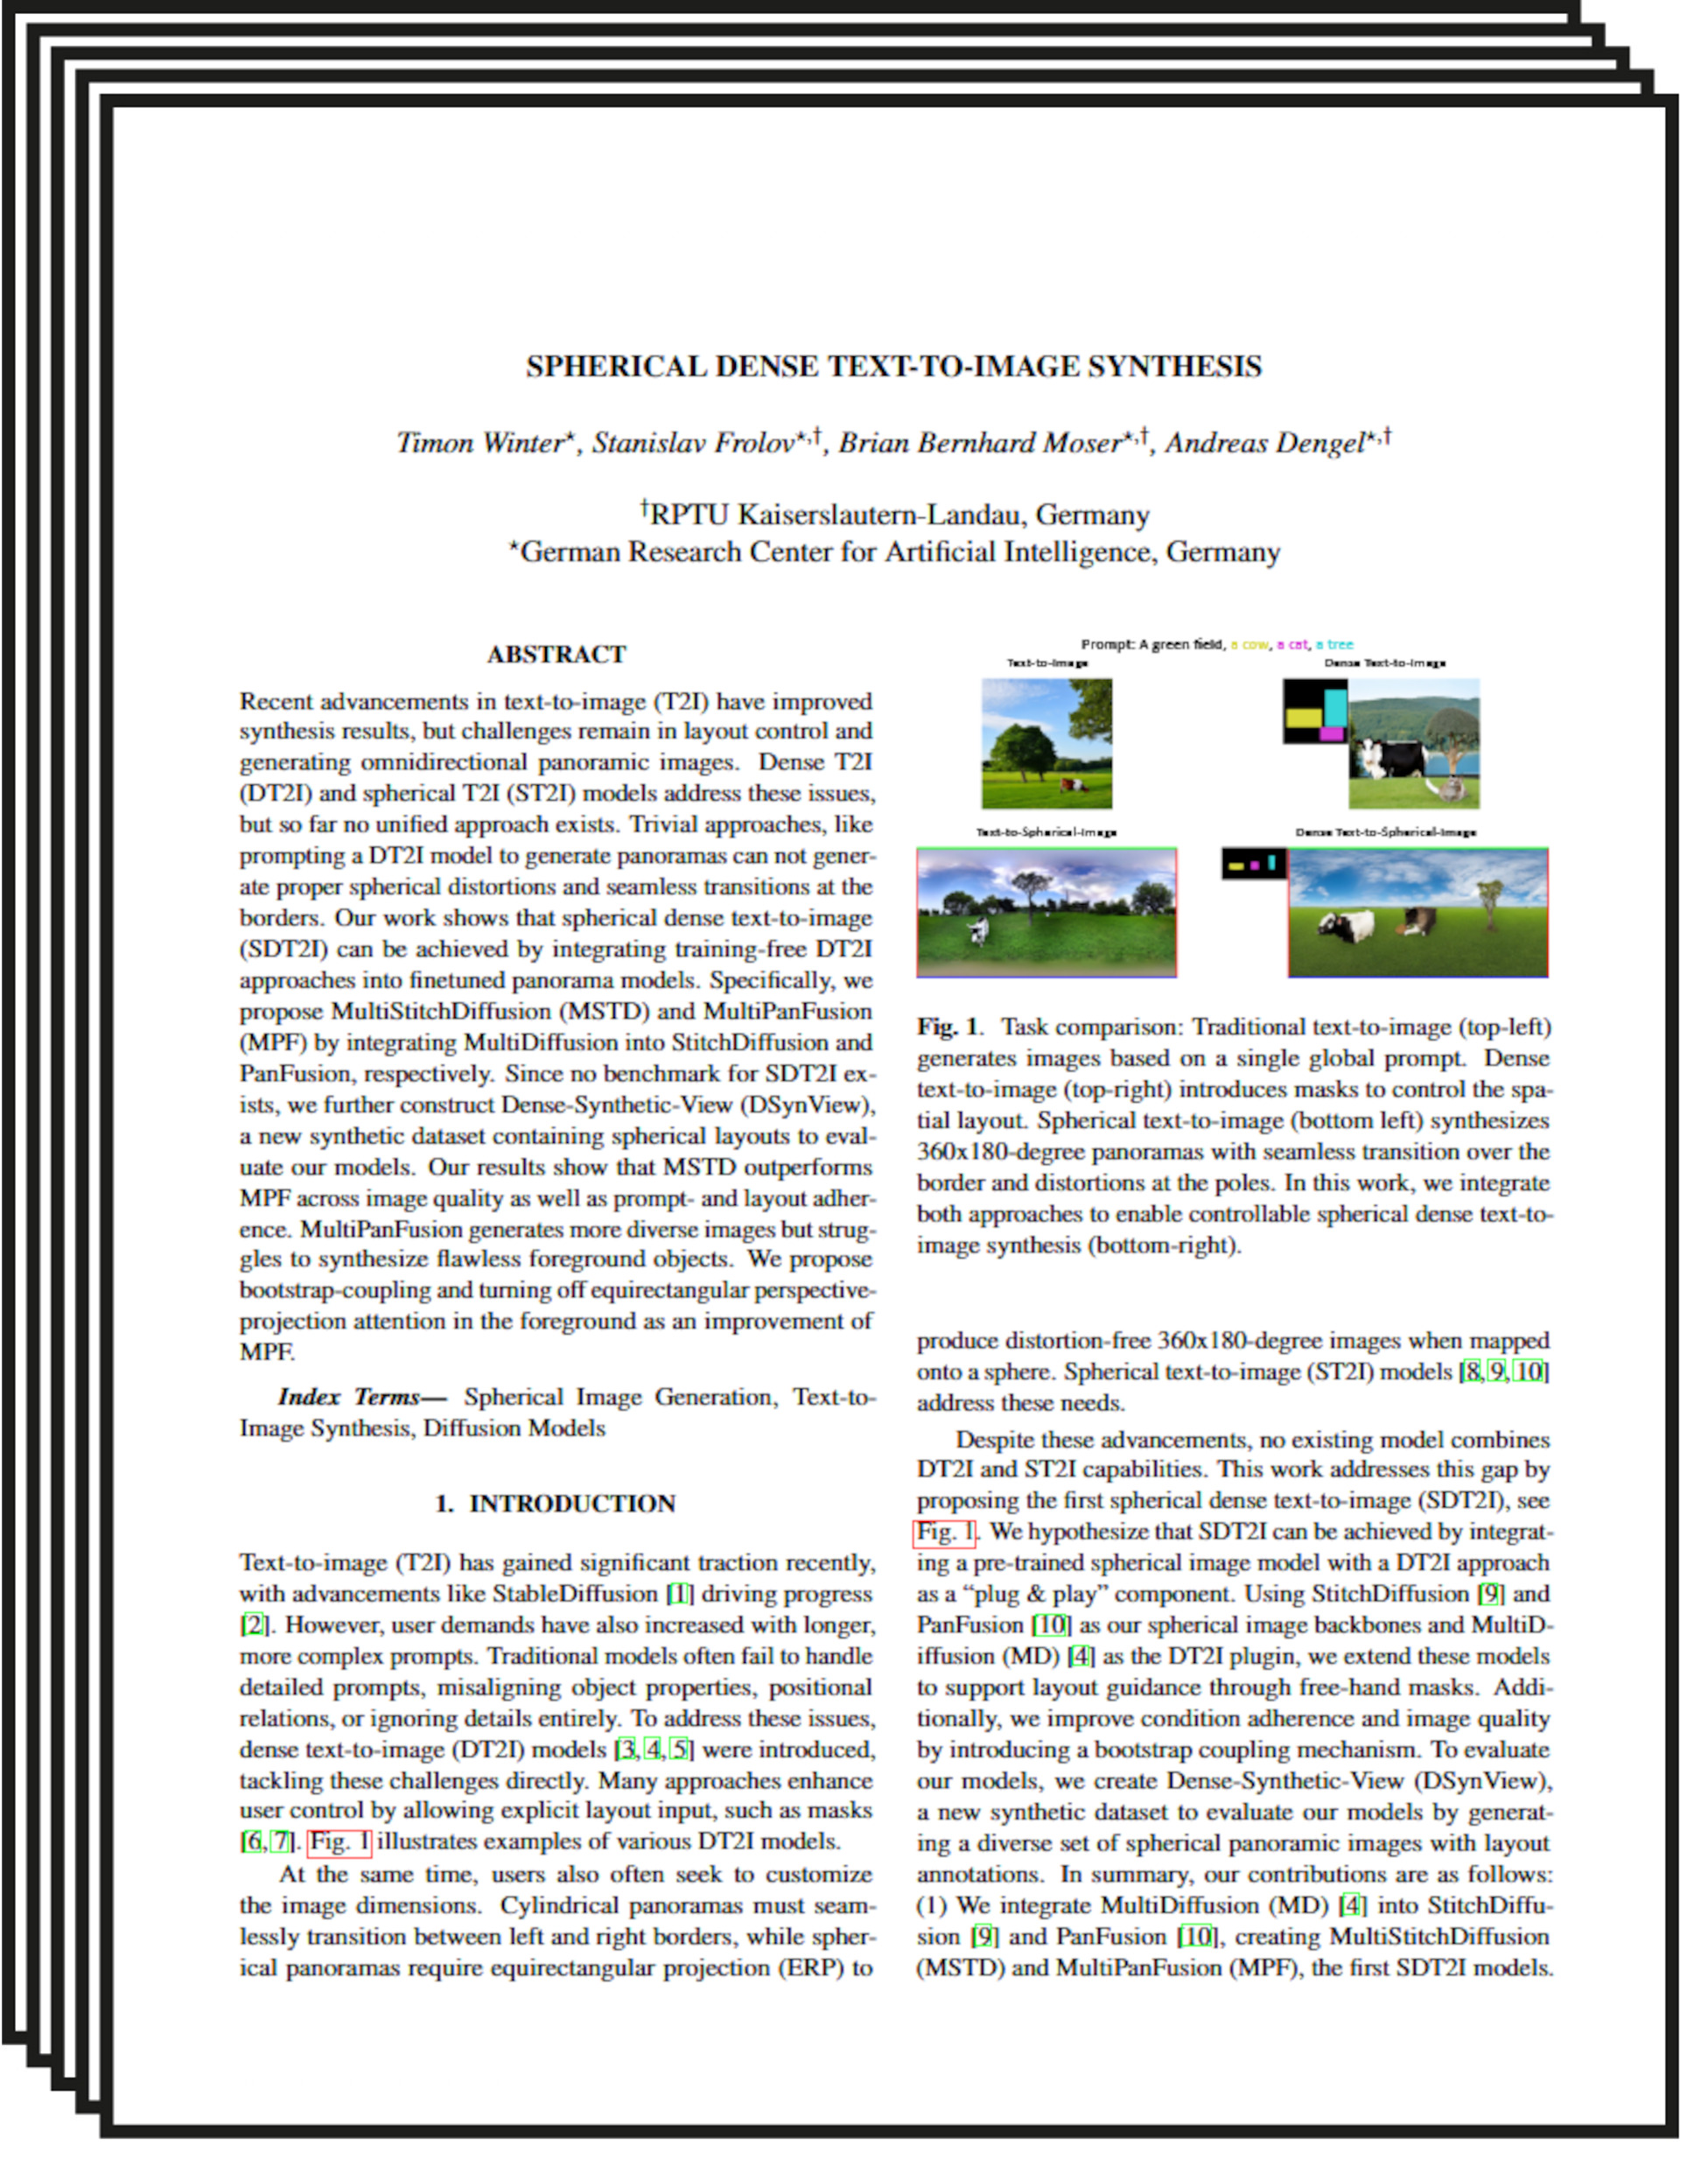 SPHERICAL DENSE TEXT-TO-IMAGE SYNTHESIS
Timon Winter⋆, Stanislav Frolov⋆,†, Brian Bernhard Moser⋆,†, Andreas Dengel⋆,†
†RPTU Kaiserslautern-Landau, Germany
⋆German Research Center for Artificial Intelligence, Germany
ABSTRACT
Recent advancements in text-to-image (T2I) have improved
synthesis results, but challenges remain in layout control and
generating omnidirectional panoramic images. Dense T2I
(DT2I) and spherical T2I (ST2I) models address these issues,
but so far no unified approach exists. Trivial approaches, like
prompting a DT2I model to generate panoramas can not gener-
ate proper spherical distortions and seamless transitions at the
borders. Our work shows that spherical dense text-to-image
(SDT2I) can be achieved by integrating training-free DT2I
approaches into finetuned panorama models. Specifically, we
propose MultiStitchDiffusion (MSTD) and MultiPanFusion
(MPF) by integrating MultiDiffusion into StitchDiffusion and
PanFusion, respectively. Since no benchmark for SDT2I ex-
ists, we further construct Dense-Synthetic-View (DSynView),
a new synthetic dataset containing spherical layouts to eval-
uate our models. Our results show that MSTD outperforms
MPF across image quality as well as prompt- and layout adher-
ence. MultiPanFusion generates more diverse images but strug-
gles to synthesize flawless foreground objects. We propose
bootstrap-coupling and turning off equirectangular perspective-
projection attention in the foreground as an improvement of
MPF.
Index Terms— Spherical Image Generation, Text-to-
Image Synthesis, Diffusion Models
1. INTRODUCTION
Text-to-image (T2I) has gained significant traction recently,
with advancements like StableDiffusion [1] driving progress
[2]. However, user demands have also increased with longer,
more complex prompts. Traditional models often fail to handle
detailed prompts, misaligning object properties, positional
relations, or ignoring details entirely. To address these issues,
dense text-to-image (DT2I) models [3, 4, 5] were introduced,
tackling these challenges directly. Many approaches enhance
user control by allowing explicit layout input, such as masks
[6, 7]. Fig. 1 illustrates examples of various DT2I models.
At the same time, users also often seek to customize
the image dimensions. Cylindrical panoramas must seam-
lessly transition between left and right borders, while spher-
ical panoramas require equirectangular projection (ERP) to
Prompt: A green field, a cow, a cat, a tree
Text-to-Image
Dense Text-to-Image
Text-to-Spherical-Image
Dense Text-to-Spherical-Image
Fig. 1. Task comparison: Traditional text-to-image (top-left)
generates images based on a single global prompt. Dense
text-to-image (top-right) introduces masks to control the spa-
tial layout. Spherical text-to-image (bottom left) synthesizes
360x180-degree panoramas with seamless transition over the
border and distortions at the poles. In this work, we integrate
both approaches to enable controllable spherical dense text-to-
image synthesis (bottom-right).
produce distortion-free 360x180-degree images when mapped
onto a sphere. Spherical text-to-image (ST2I) models [8, 9, 10]
address these needs.
Despite these advancements, no existing model combines
DT2I and ST2I capabilities. This work addresses this gap by
proposing the first spherical dense text-to-image (SDT2I), see
Fig. 1. We hypothesize that SDT2I can be achieved by integrat-
ing a pre-trained spherical image model with a DT2I approach
as a “plug & play” component. Using StitchDiffusion [9] and
PanFusion [10] as our spherical image backbones and MultiD-
iffusion (MD) [4] as the DT2I plugin, we extend these models
to support layout guidance through free-hand masks. Addi-
tionally, we improve condition adherence and image quality
by introducing a bootstrap coupling mechanism. To evaluate
our models, we create Dense-Synthetic-View (DSynView),
a new synthetic dataset to evaluate our models by generat-
ing a diverse set of spherical panoramic images with layout
annotations. In summary, our contributions are as follows:
(1) We integrate MultiDiffusion (MD) [4] into StitchDiffu-
sion [9] and PanFusion [10], creating MultiStitchDiffusion
(MSTD) and MultiPanFusion (MPF), the first SDT2I models.